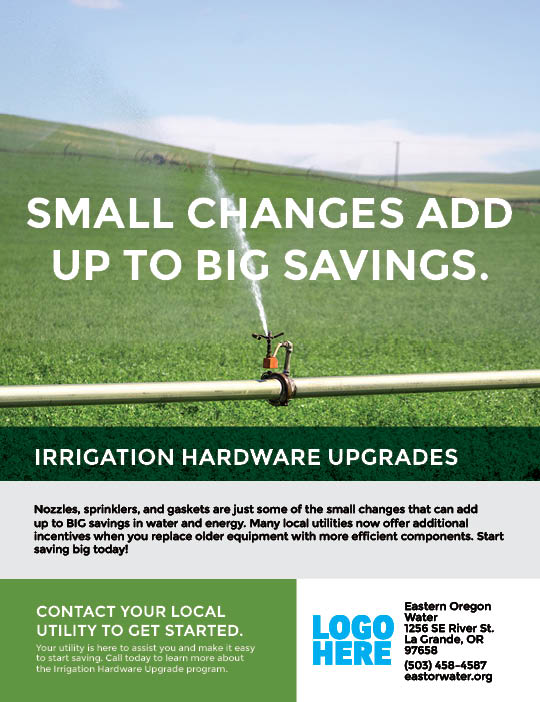 SMALL CHANGES ADD
UP TO BIG SAVINGS.
IRRIGATION HARDWARE UPGRADES
Nozzles, sprinklers, and gaskets are just some of the small changes that can add
up to BIG savings in water and energy. Many local utilities now offer additional
incentives when you replace older equipment with more efficient components. Start
saving big today!
CONTACT YOUR LOCAL
UTILITY TO GET STARTED.
Your utility is here to assist you and make it easy
to start saving. Call today to learn more about
the Irrigation Hardware Upgrade program.
LOGO
HERE
Eastern Oregon
Water
1256 SE River St.
La Grande, OR
97658
(503) 458-4587
eastorwater.org